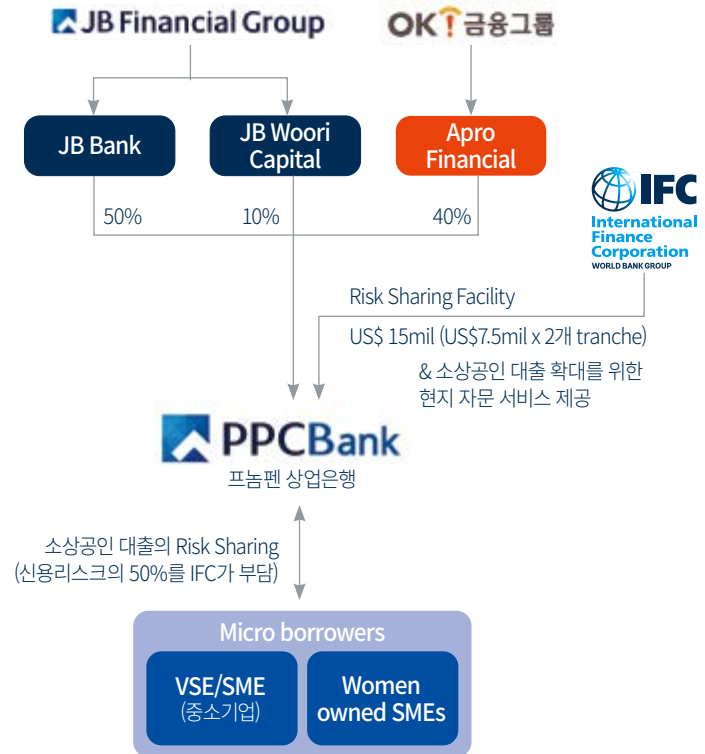 JB Financial Group
OK! 금융그룹
JB Bank
JB Woori
Capital
Apro
Financial
50%
10%
40%
IFC
International
Finance
Corporation
WORLD BANK GROUP
Risk Sharing Facility
US$ 15mil (US$7.5mil x 2개 tranche)
& 소상공인 대출 확대를 위한
현지 자문 서비스 제공
PPCBank
프놈펜 상업은행
소상공인 대출의 Risk Sharing
(신용리스크의 50%를 IFC가 부담)
Micro borrowers
VSE/SME
(중소기업)
Women
owned SMEs